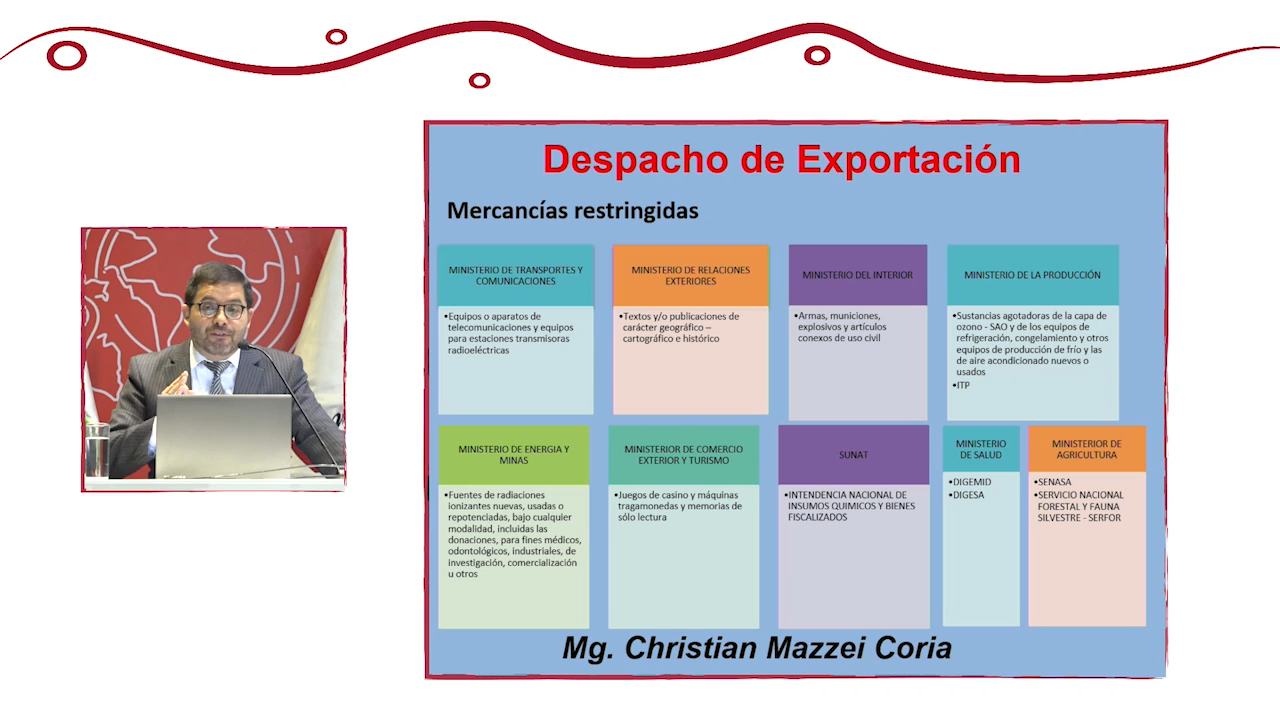 Despacho de Exportación
Mercancías restringidas
MINISTERIO DE TRANSPORTES Y
COMUNICACIONES
•Equipos o aparatos de
telecomunicaciones y equipos
para estaciones transmisoras
radioeléctricas
MINISTERIO DE RELACIONES
EXTERIORES
•Textos y/o publicaciones de
carácter geográfico –
cartográfico e histórico
MINISTERIO DEL INTERIOR
•Armas, municiones,
explosivos y artículos
conexos de uso civil
MINISTERIO DE LA PRODUCCIÓN
•Sustancias agotadoras de la capa de
ozono - SAO y de los equipos de
refrigeración, congelamiento y otros
equipos de producción de frío y las
de aire acondicionado nuevos o
usados
•ITP
MINISTERIO DE ENERGIA Y
MINAS
•Fuentes de radiaciones
ionizantes nuevas, usadas o
repotenciadas, bajo cualquier
modalidad, incluidas las
donaciones, para fines médicos,
odontológicos, industriales, de
investigación, comercialización
u otros
MINISTERIOR DE COMERCIO
EXTERIOR Y TURISMO
•Juegos de casino y máquinas
tragamonedas y memorias de
sólo lectura
SUNAT
•INTENDENCIA NACIONAL DE
INSUMOS QUIMICOS Y BIENES
FISCALIZADOS
MINISTERIO
DE SALUD
•DIGEMID
•DIGESA
MINISTERIOR DE
AGRICULTURA
•SENASA
•SERVICIO NACIONAL
FORESTAL Y FAUNA
SILVESTRE - SERFOR
Mg. Christian Mazzei Coria